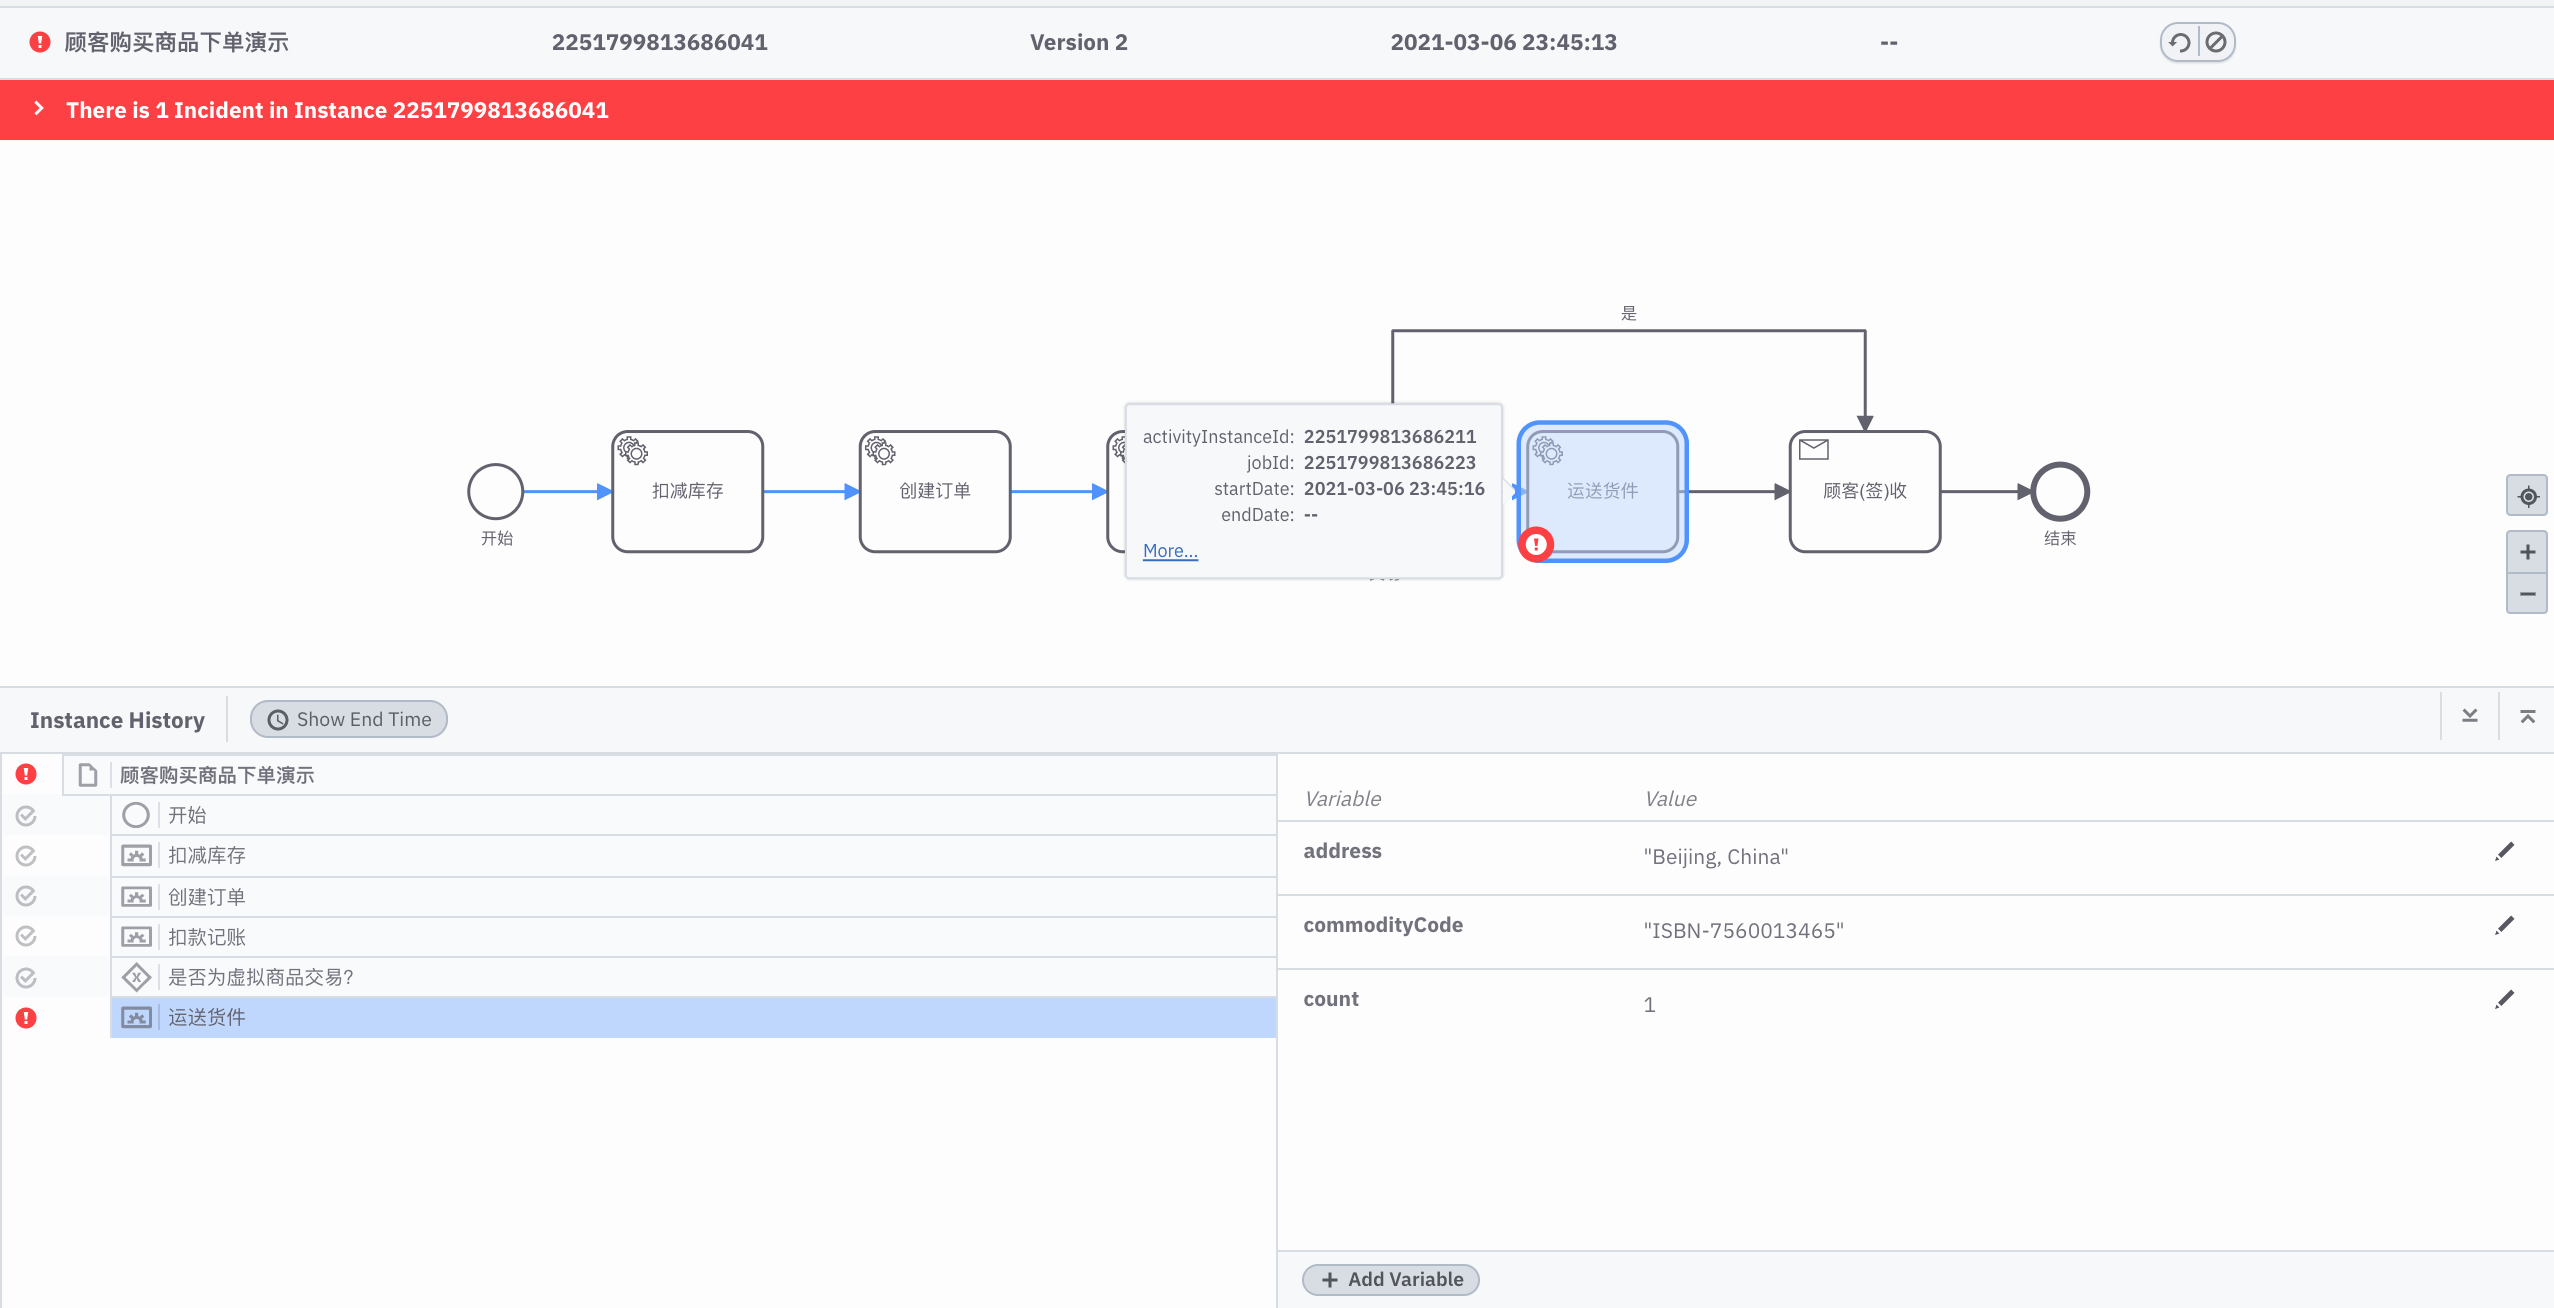 顾客购买商品下单演示 2251799813686041 Version 2 2021-03-06 23:45:13 --
There is 1 Incident in Instance 2251799813686041
是
activityInstanceId: 2251799813686211
jobId: 2251799813686223
startDate: 2021-03-06 23:45:16
endDate: --
More...
开始
扣减库存
创建订单
运送货件
顾客(签)收
结束
Instance History
Show End Time
顾客购买商品下单演示
开始
扣减库存
创建订单
扣款记账
是否为虚拟商品交易?
运送货件
Variable Value
address "Beijing, China"
commodityCode "ISBN-7560013465"
count 1
Add Variable